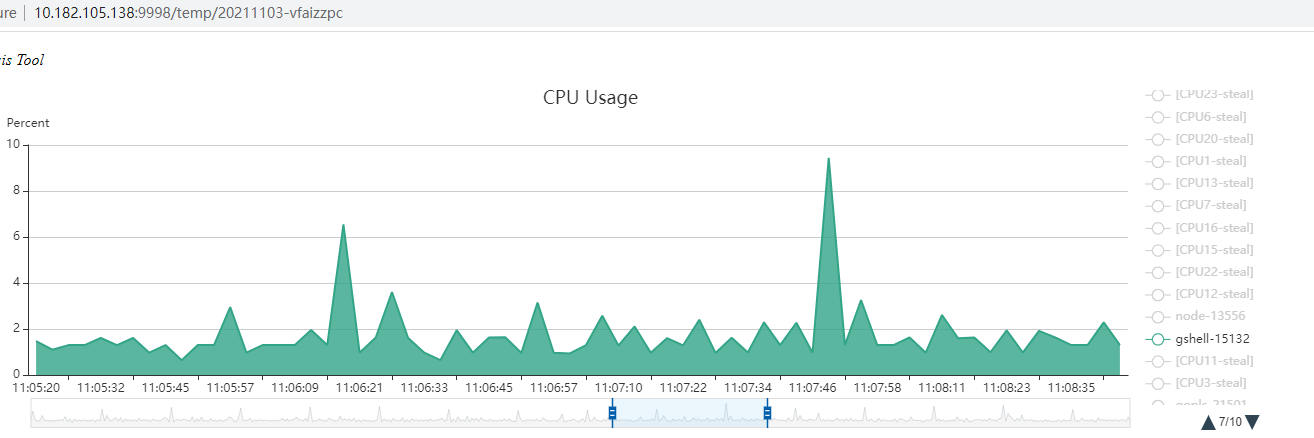 ure | 10.182.105.138:9998/temp/20211103-vfaizzpc
is Tool
CPU Usage
Percent
10
8
6
4
2
0
11:05:20 11:05:32 11:05:45 11:05:57 11:06:09 11:06:21 11:06:33 11:06:45 11:06:57 11:07:10 11:07:22 11:07:34 11:07:46 11:07:58 11:08:11 11:08:23 11:08:35
[CPU23-steal]
[CPU6-steal]
[CPU20-steal]
[CPU1-steal]
[CPU13-steal]
[CPU7-steal]
[CPU16-steal]
[CPU15-steal]
[CPU22-steal]
[CPU12-steal]
node-13556
gshell-15132
[CPU11-steal]
[CPU3-steal]
7/10